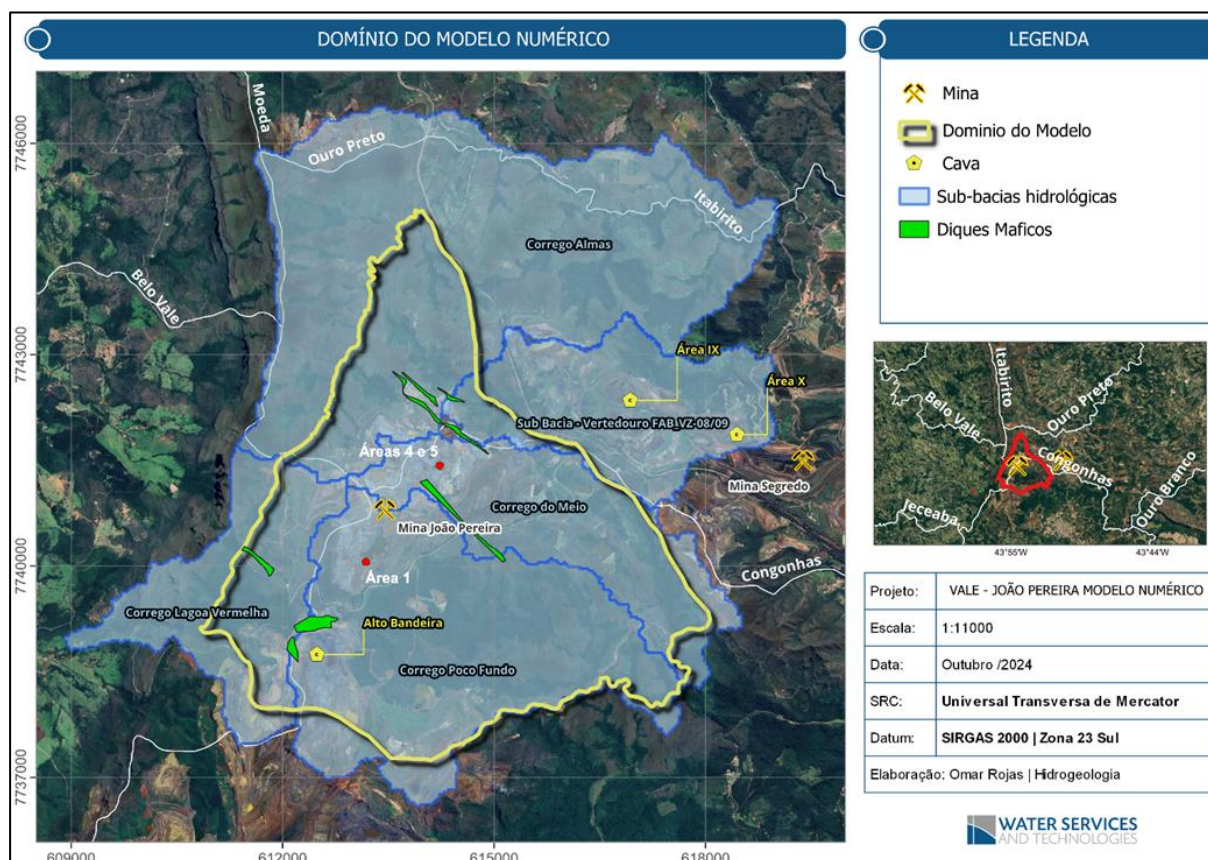 DOMÍNIO DO MODELO NUMÉRICO
Moeda
Ouro Preto
Itabirito
Corrego Almas
Belo Vale
Área IX
Área X
Sub Bacia - Vertedouro FAB_VZ-08/09
Áreas 4 e 5
Mina Segredo
Corrego do Meio
Mina João Pereira
Área 1
Congonhas
Corrego Lagoa Vermelha
Alto Bandeira
Corrego Poco Fundo
7746000
7743000
7740000
7737000
609000
612000
615000
618000
LEGENDA
Mina
Dominio do Modelo
Cava
Sub-bacias hidrológicas
Diques Maficos
Itabirito
Belo Vale
Ouro Preto
Congonhas
Jeceaba
Ouro Branco
43°55'W
43°44'W
Projeto: VALE - JOÃO PEREIRA MODELO NUMÉRICO
Escala: 1:11000
Data: Outubro /2024
SRC: Universal Transversa de Mercator
Datum: SIRGAS 2000 | Zona 23 Sul
Elaboração: Omar Rojas | Hidrogeologia
WATER SERVICES
AND TECHNOLOGIES